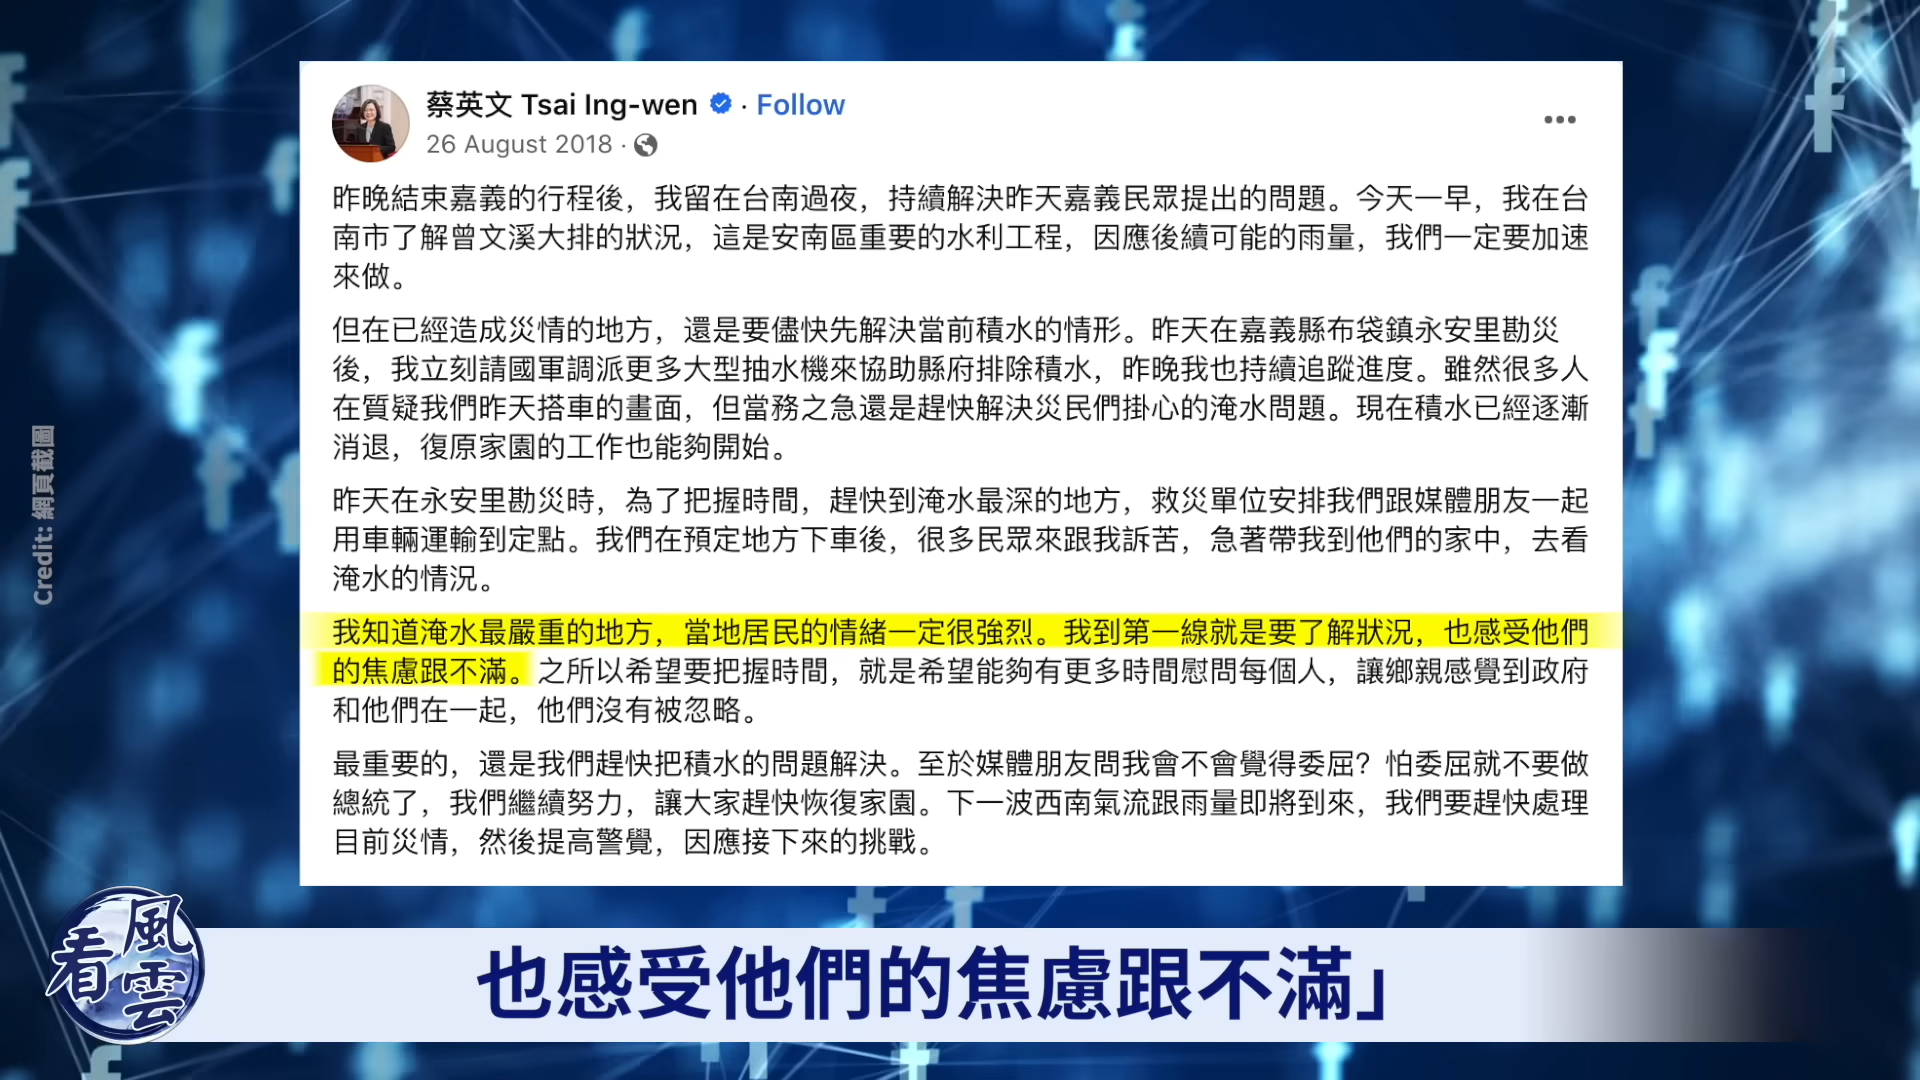 蔡英文 Tsai Ing-wen · Follow
26 August 2018 ·
昨晚結束嘉義的行程後，我留在台南過夜，持續解決昨天嘉義民眾提出的問題。今天一早，我在台
南市了解曾文溪大排的狀況，這是安南區重要的水利工程，因應後續可能的雨量，我們一定要加速
來做。
但在已經造成災情的地方，還是要儘快先解決當前積水的情形。昨天在嘉義縣布袋鎮永安里勘災
後，我立刻請國軍調派更多大型抽水機來協助縣府排除積水，昨晚我也持續追蹤進度。雖然很多人
在質疑我們昨天搭車的畫面，但當務之急還是趕快解決災民們掛心的淹水問題。現在積水已經逐漸
消退，復原家園的工作也能夠開始。
昨天在永安里勘災時，為了把握時間，趕快到淹水最深的地方，救災單位安排我們跟媒體朋友一起
用車輛運輸到定點。我們在預定地方下車後，很多民眾來跟我訴苦，急著帶我到他們的家中，去看
淹水的情況。
我知道淹水最嚴重的地方，當地居民的情緒一定很強烈。我到第一線就是要了解狀況，也感受他們
的焦慮跟不滿。之所以希望要把握時間，就是希望能夠有更多時間慰問每個人，讓鄉親感覺到政府
和他們在一起，他們沒有被忽略。
最重要的，還是我們趕快把積水的問題解決。至於媒體朋友問我會不會覺得委屈？怕委屈就不要做
總統了，我們繼續努力，讓大家趕快恢復家園。下一波西南氣流跟雨量即將到來，我們要趕快處理
目前災情，然後提高警覺，因應接下來的挑戰。
Credit: 網頁截圖
風雲
看
也感受他們的焦慮跟不滿」